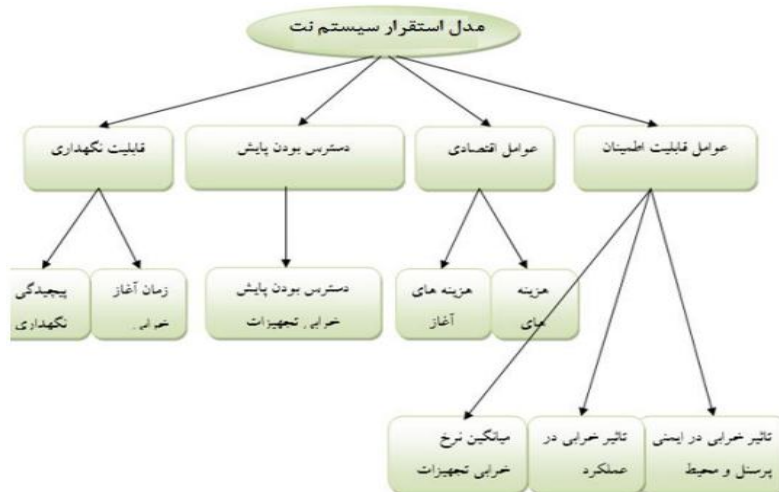 مدل استقرار سیستم نت
عوامل قابلیت اطمینان
عوامل اقتصادی
دسترس بودن پایش
قابلیت نگهداری
هزینه
های
هزینه های
آغاز
دسترس بودن پایش
خرابی تجهیزات
زمان آغاز
خرابی
پیچیدگی
نگهداری
تاثیر خرابی در ایمنی
پرسنل و محیط
تاثیر خرابی در
عملکرد
میانگین نرخ
خرابی تجهیزات